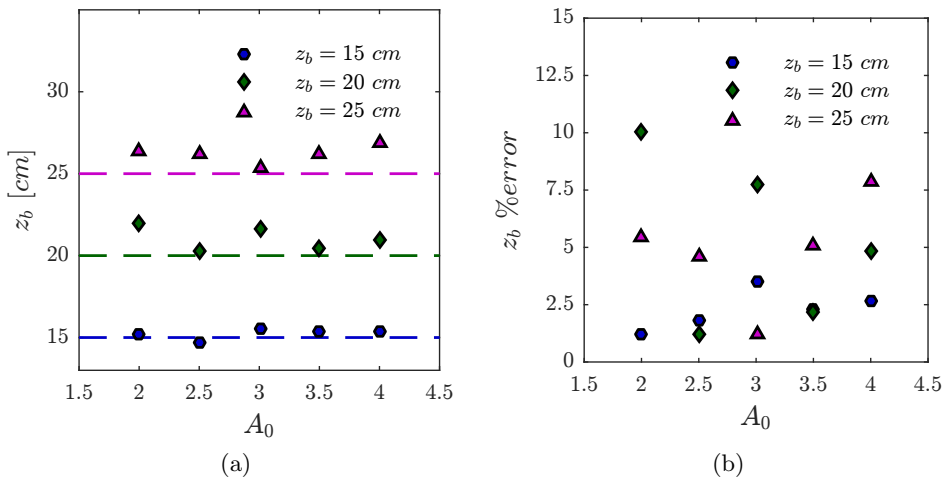 z_b = 15 cm
z_b = 20 cm
z_b = 25 cm
30
25
20
15
z_b [cm]
1.5 2 2.5 3 3.5 4 4.5
A_0
(a)
15
12.5
10
7.5
5
2.5
0
z_b %error
z_b = 15 cm
z_b = 20 cm
z_b = 25 cm
1.5 2 2.5 3 3.5 4 4.5
A_0
(b)